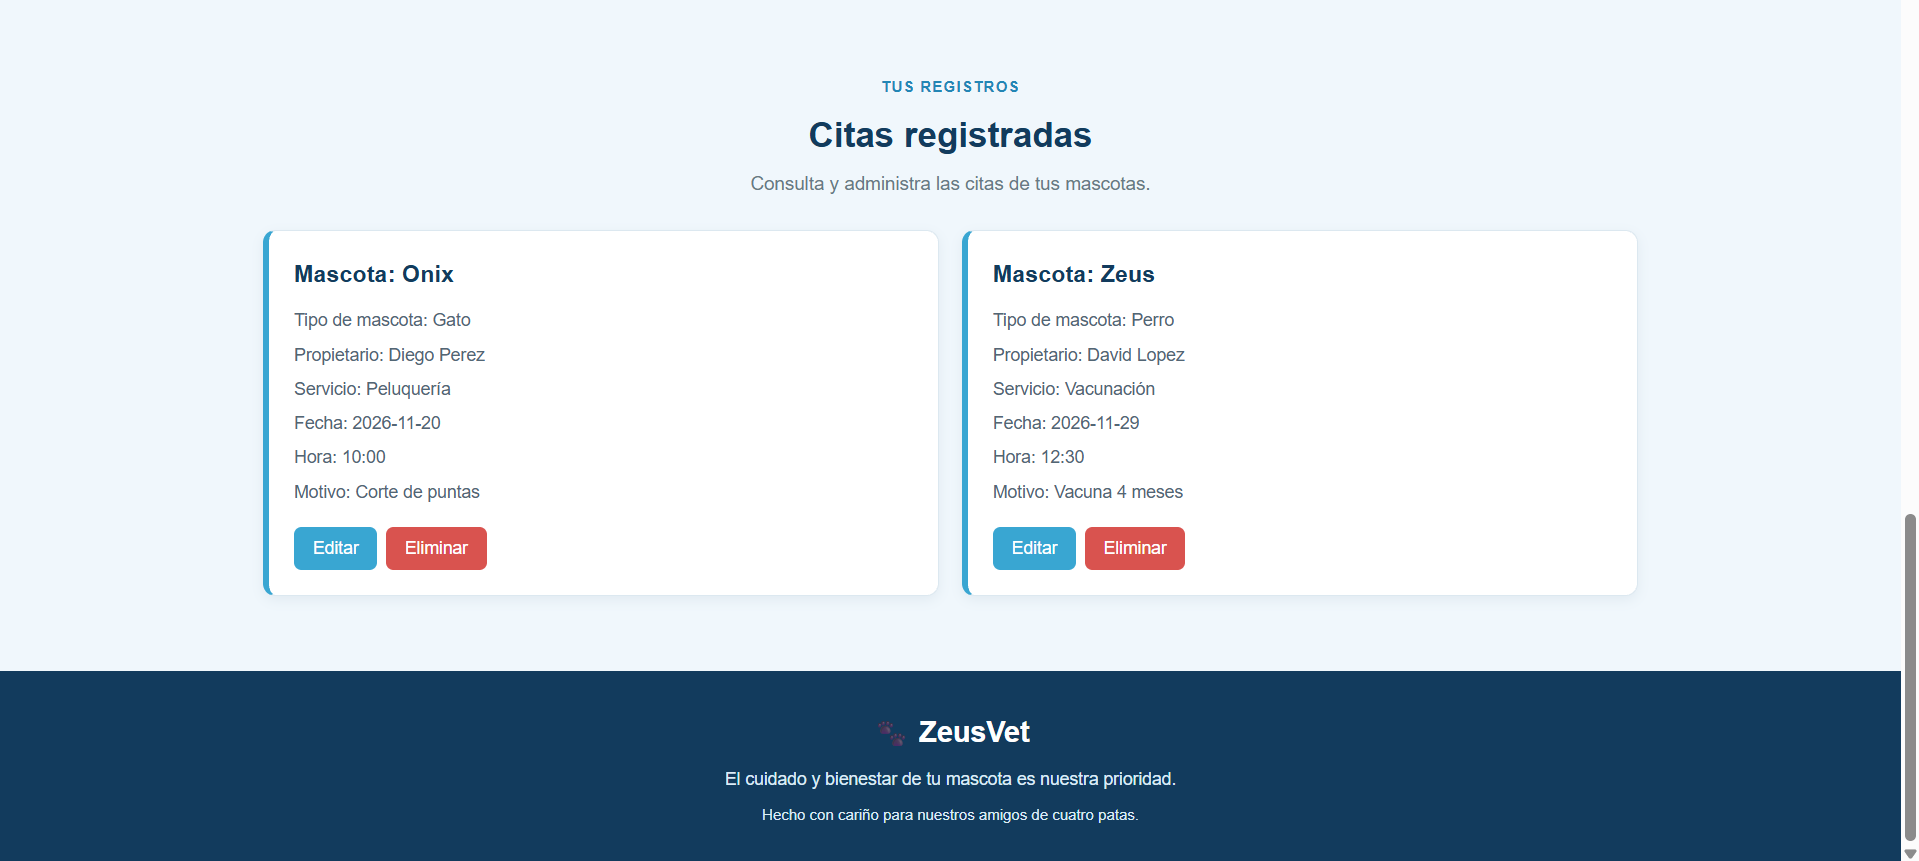 TUS REGISTROS
Citas registradas
Consulta y administra las citas de tus mascotas.
Mascota: Onix
Tipo de mascota: Gato
Propietario: Diego Perez
Servicio: Peluquería
Fecha: 2026-11-20
Hora: 10:00
Motivo: Corte de puntas
Editar Eliminar
Mascota: Zeus
Tipo de mascota: Perro
Propietario: David Lopez
Servicio: Vacunación
Fecha: 2026-11-29
Hora: 12:30
Motivo: Vacuna 4 meses
Editar Eliminar
ZeusVet
El cuidado y bienestar de tu mascota es nuestra prioridad.
Hecho con cariño para nuestros amigos de cuatro patas.